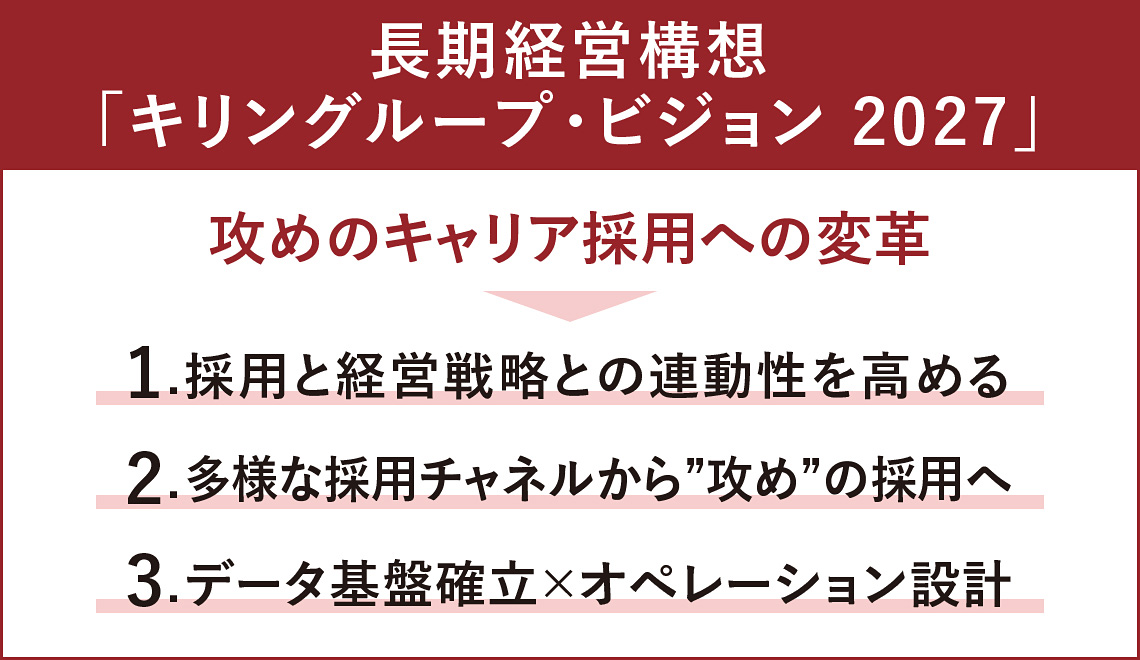 長期経営構想
「キリングループ・ビジョン 2027」
攻めのキャリア採用への変革
1.採用と経営戦略との連動性を高める
2.多様な採用チャネルから”攻め”の採用へ
3.データ基盤確立×オペレーション設計